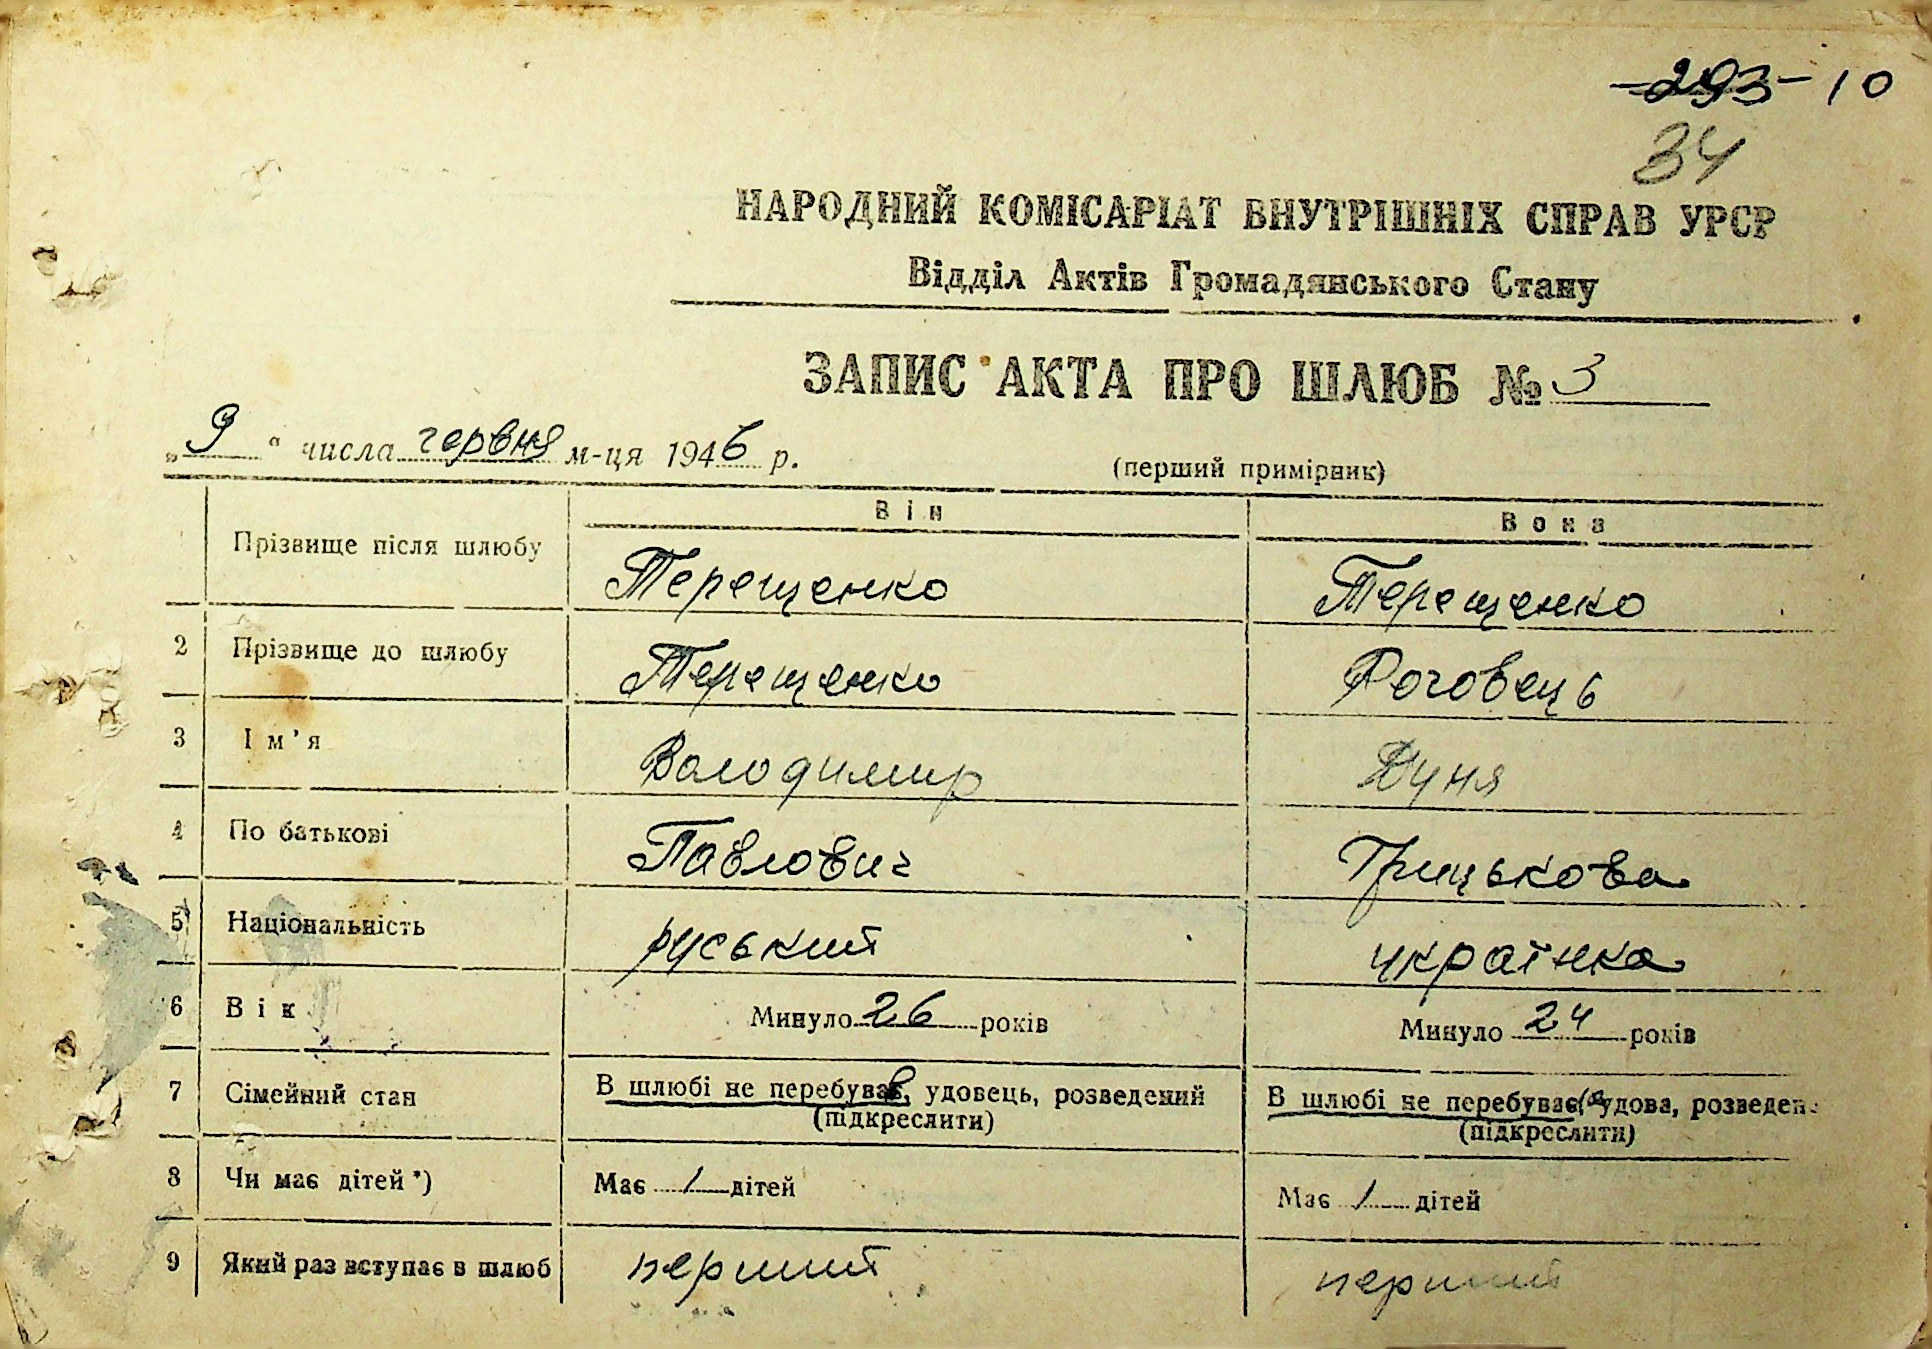 293-10
34
НАРОДНИЙ КОМІСАРІАТ ВНУТРІШНІХ СПРАВ УРСР
Відділ Актів Громадянського Стану
ЗАПИС АКТА ПРО ШЛЮБ № 3
„9“ числа червня м-ця 1946 р. (перший примірник)
Він Вона
Прізвище після шлюбу Терещенко Терещенко
2 Прізвище до шлюбу Терещенко Роговець
3 Ім'я Володимир Дуня
4 По батькові Павлович Грицькова
5 Національність руський українка
6 Вік Минуло 26 років Минуло 24 років
7 Сімейний стан В шлюбі не перебував, удовець, розведений В шлюбі не перебуває(ла) удова, розведен
(підкреслити) (підкреслити)
8 Чи має дітей *) Має 1 дітей Має 1 дітей
9 Який раз вступає в шлюб перший перший